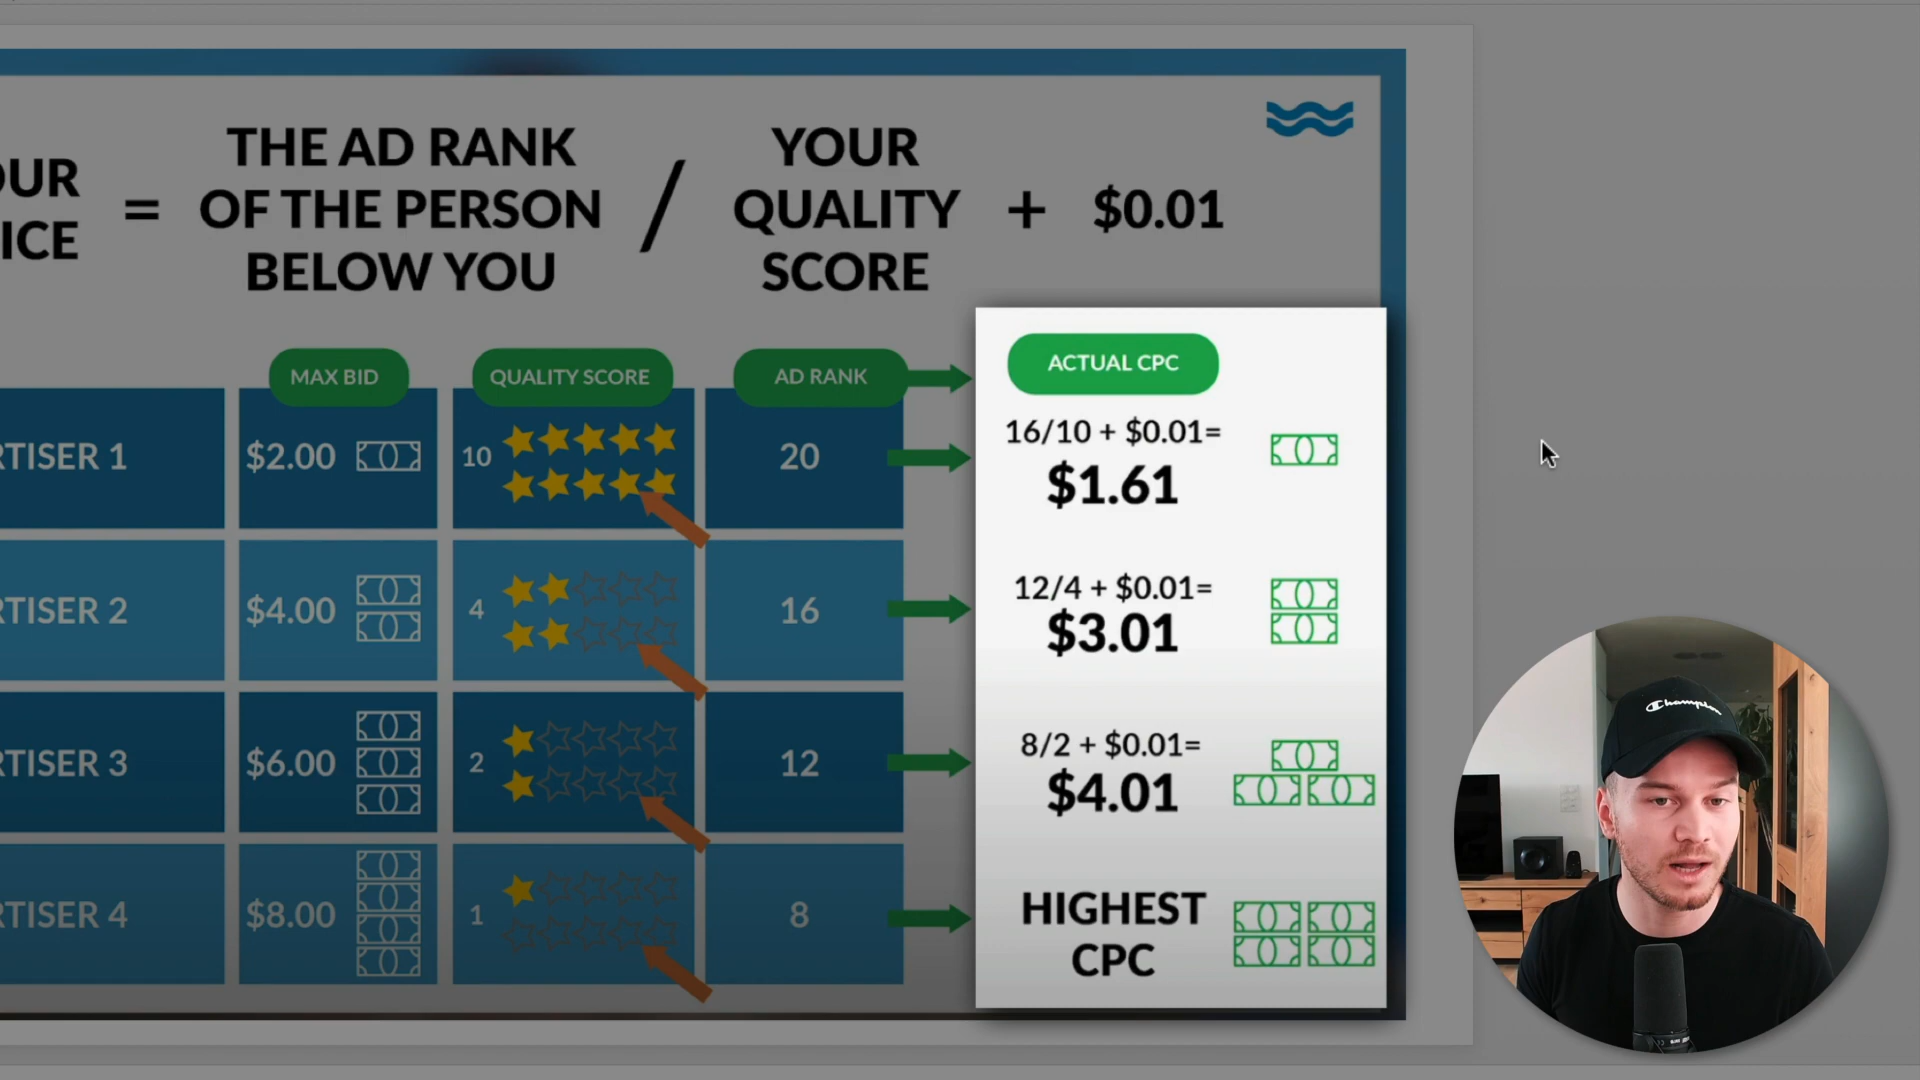 OUR
ICE
=
THE AD RANK
OF THE PERSON
BELOW YOU
/
YOUR
QUALITY
SCORE
+ $0.01
MAX BID
QUALITY SCORE
AD RANK
ACTUAL CPC
RTISER 1
$2.00
10
20
16/10 + $0.01=
$1.61
RTISER 2
$4.00
4
16
12/4 + $0.01=
$3.01
RTISER 3
$6.00
2
12
8/2 + $0.01=
$4.01
RTISER 4
$8.00
1
8
HIGHEST
CPC
Champion